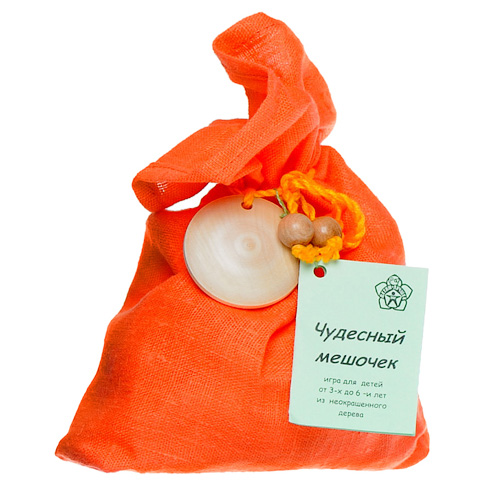 Чудесный
мешочек
игра для детей
от 3-х до 6-и лет
из неокрашенного
дерева